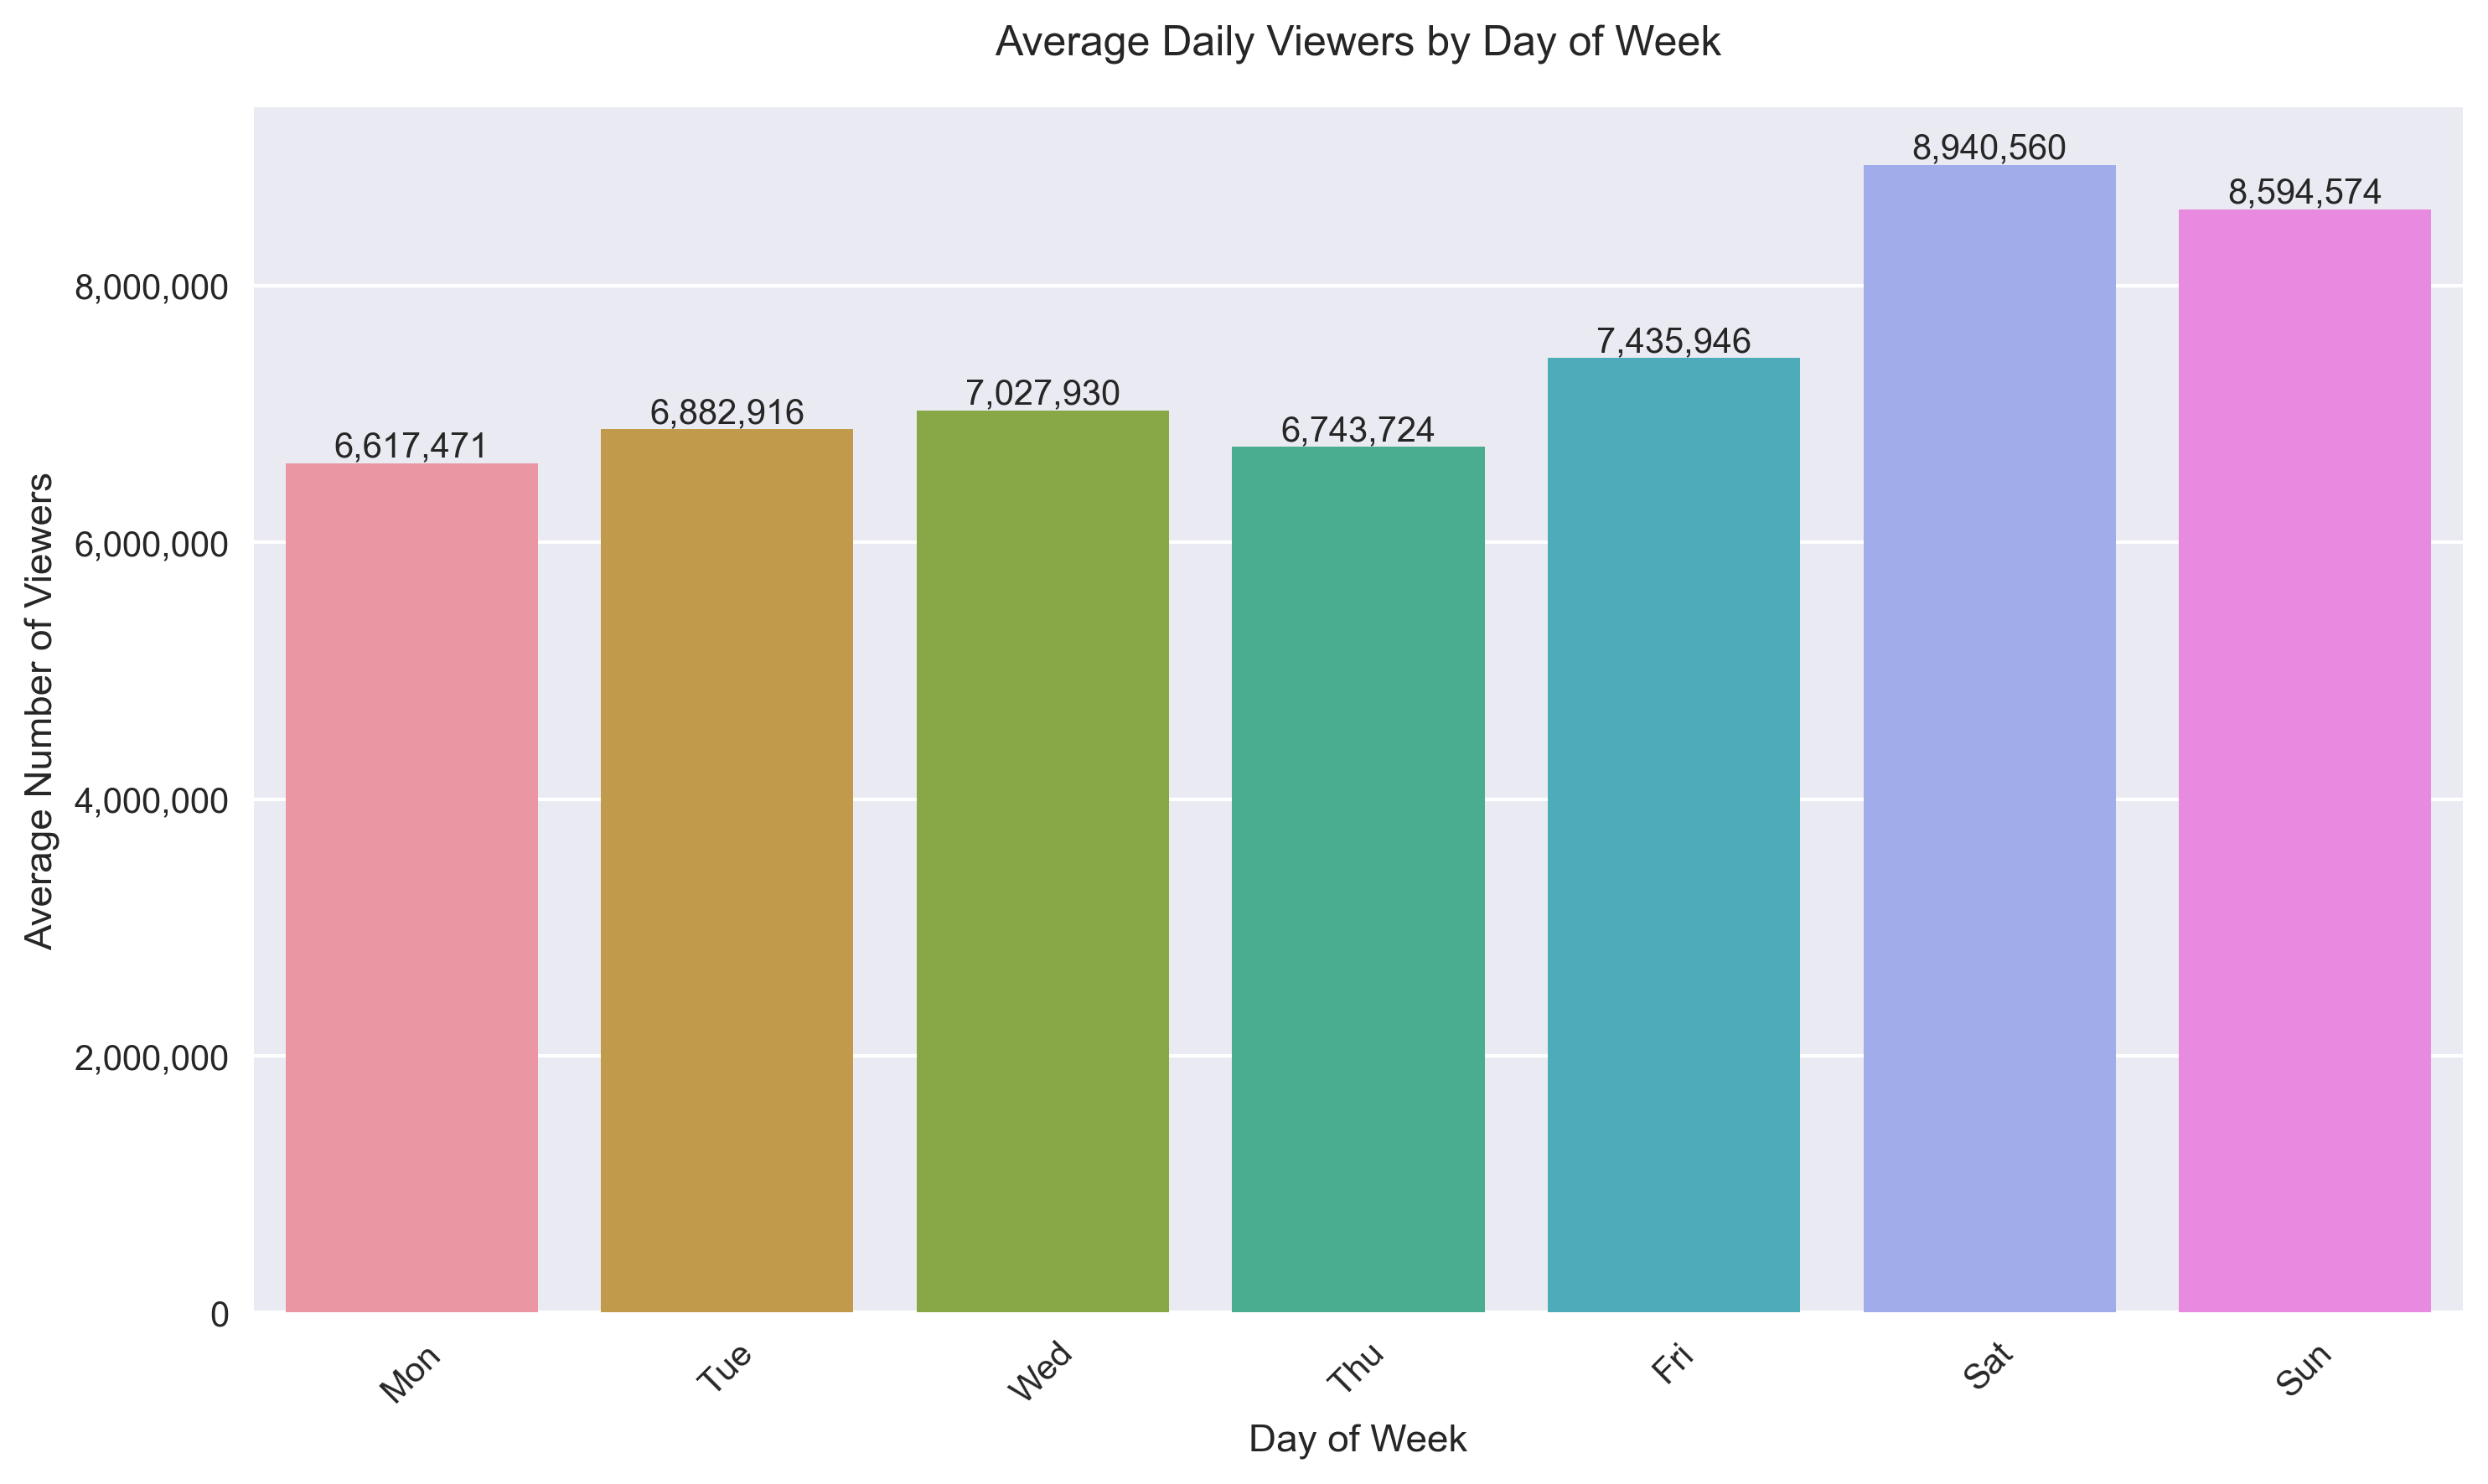 Average Daily Viewers by Day of Week
Average Number of Viewers
8,000,000
6,000,000
4,000,000
2,000,000
0
6,617,471
6,882,916
7,027,930
6,743,724
7,435,946
8,940,560
8,594,574
Mon
Tue
Wed
Thu
Fri
Sat
Sun
Day of Week